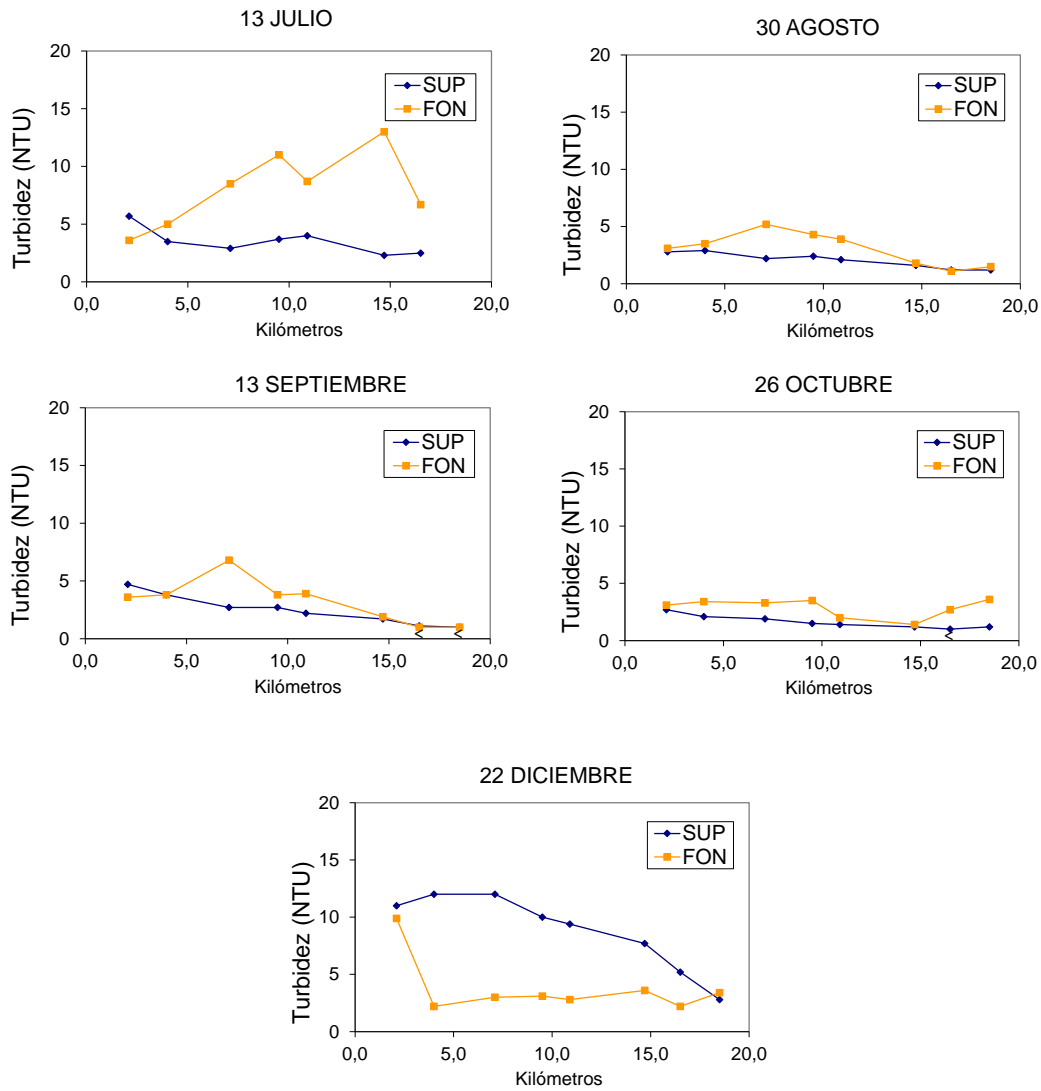 13 JULIO
20
15
10
5
0
Turbidez (NTU)
SUP
FON
0,0 5,0 10,0 15,0 20,0
Kilómetros
30 AGOSTO
20
15
10
5
0
Turbidez (NTU)
SUP
FON
0,0 5,0 10,0 15,0 20,0
Kilómetros
13 SEPTIEMBRE
20
15
10
5
0
Turbidez (NTU)
SUP
FON
< <
0,0 5,0 10,0 15,0 20,0
Kilómetros
26 OCTUBRE
20
15
10
5
0
Turbidez (NTU)
SUP
FON
<
0,0 5,0 10,0 15,0 20,0
Kilómetros
22 DICIEMBRE
20
15
10
5
0
Turbidez (NTU)
SUP
FON
0,0 5,0 10,0 15,0 20,0
Kilómetros